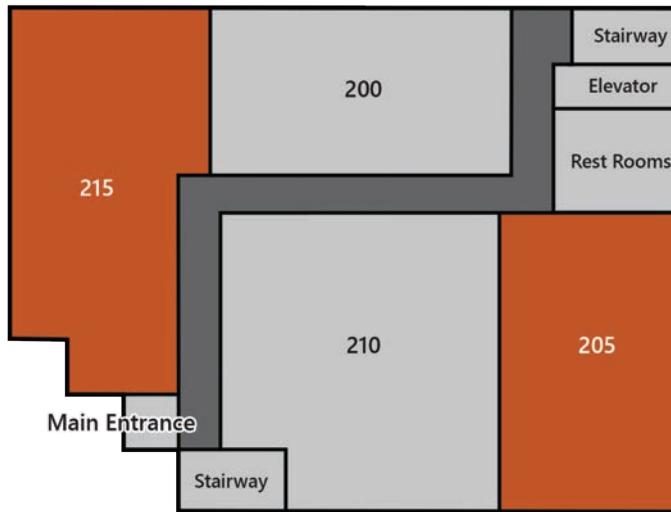 Stairway
200
Elevator
Rest Rooms
215
210
205
Main Entrance
Stairway